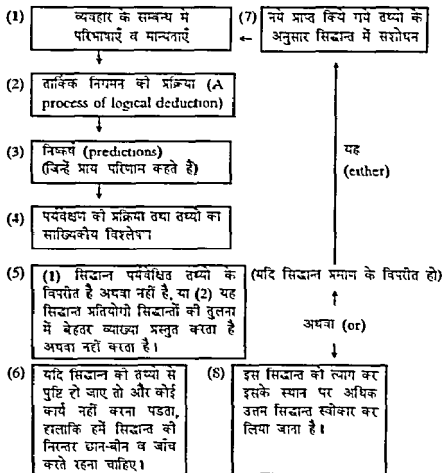 (1) व्यवहार के सम्बन्ध मे
परिभाषाएँ व मान्यताएँ
(7) नये प्राप्त किये गये तथ्यो के
अनुसार सिद्धान्त में सशोधन
(2) तार्किक निगमन की प्रक्रिया (A
process of logical deduction)
(3) निष्कर्ष (predictions)
(जिन्हें प्राय परिणाम कहते हैं)
यह
(either)
(4) पर्यवेक्षण की प्रक्रिया तथा तथ्यो का
साख्यिकीय विश्लेषण
(5) (1) सिद्धान्त पर्यवेक्षित तथ्यों के
विपरीत है अथवा नहीं है, या (2) यह
सिद्धान्त प्रतियोगी सिद्धान्तों की तुलना
में बेहतर व्याख्या प्रस्तुत करता है
अथवा नहीं करता है।
(यदि सिद्धान्त प्रमाण के विपरीत हो)
अथवा (or)
(6) यदि सिद्धान्त की तथ्यों से
पुष्टि हो जाए तो और कोई
कार्य नहीं करना पडता,
हालाकि हमें सिद्धान्त की
निरन्तर छान-बीन व जाँच
करते रहना चाहिए।
(8) इस सिद्धान्त को त्याग कर
इसके स्थान पर अधिक
उत्तम सिद्धान्त स्वीकार कर
लिया जाना है।